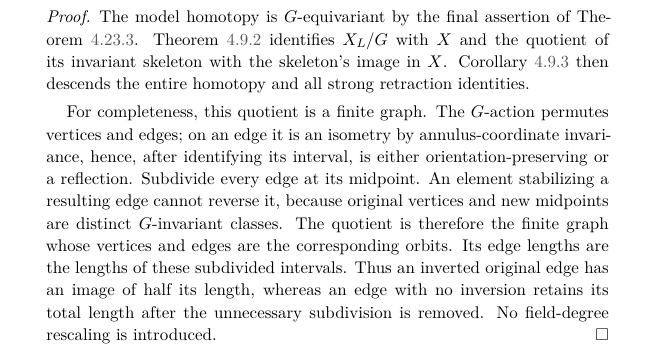 Proof. The model homotopy is G-equivariant by the final assertion of The-
orem 4.23.3. Theorem 4.9.2 identifies X_L/G with X and the quotient of
its invariant skeleton with the skeleton's image in X. Corollary 4.9.3 then
descends the entire homotopy and all strong retraction identities.
For completeness, this quotient is a finite graph. The G-action permutes
vertices and edges; on an edge it is an isometry by annulus-coordinate invari-
ance, hence, after identifying its interval, is either orientation-preserving or
a reflection. Subdivide every edge at its midpoint. An element stabilizing a
resulting edge cannot reverse it, because original vertices and new midpoints
are distinct G-invariant classes. The quotient is therefore the finite graph
whose vertices and edges are the corresponding orbits. Its edge lengths are
the lengths of these subdivided intervals. Thus an inverted original edge has
an image of half its length, whereas an edge with no inversion retains its
total length after the unnecessary subdivision is removed. No field-degree
rescaling is introduced. □